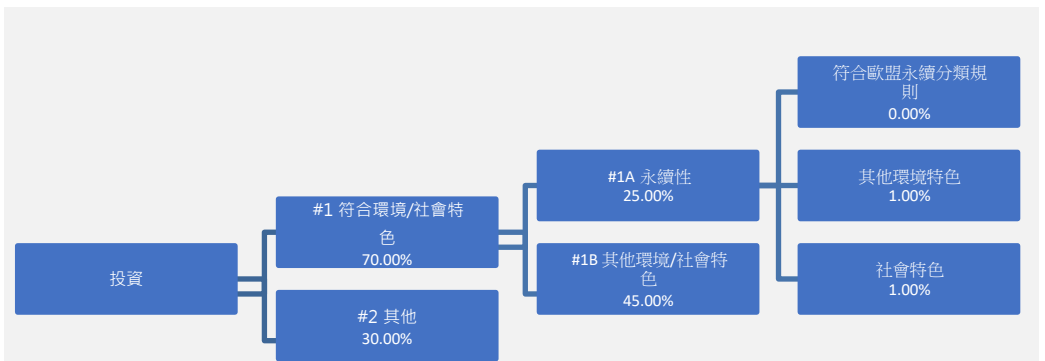 投資
#1 符合環境/社會特
色
70.00%
#2 其他
30.00%
#1A 永續性
25.00%
#1B 其他環境/社會特
色
45.00%
符合歐盟永續分類規
則
0.00%
其他環境特色
1.00%
社會特色
1.00%